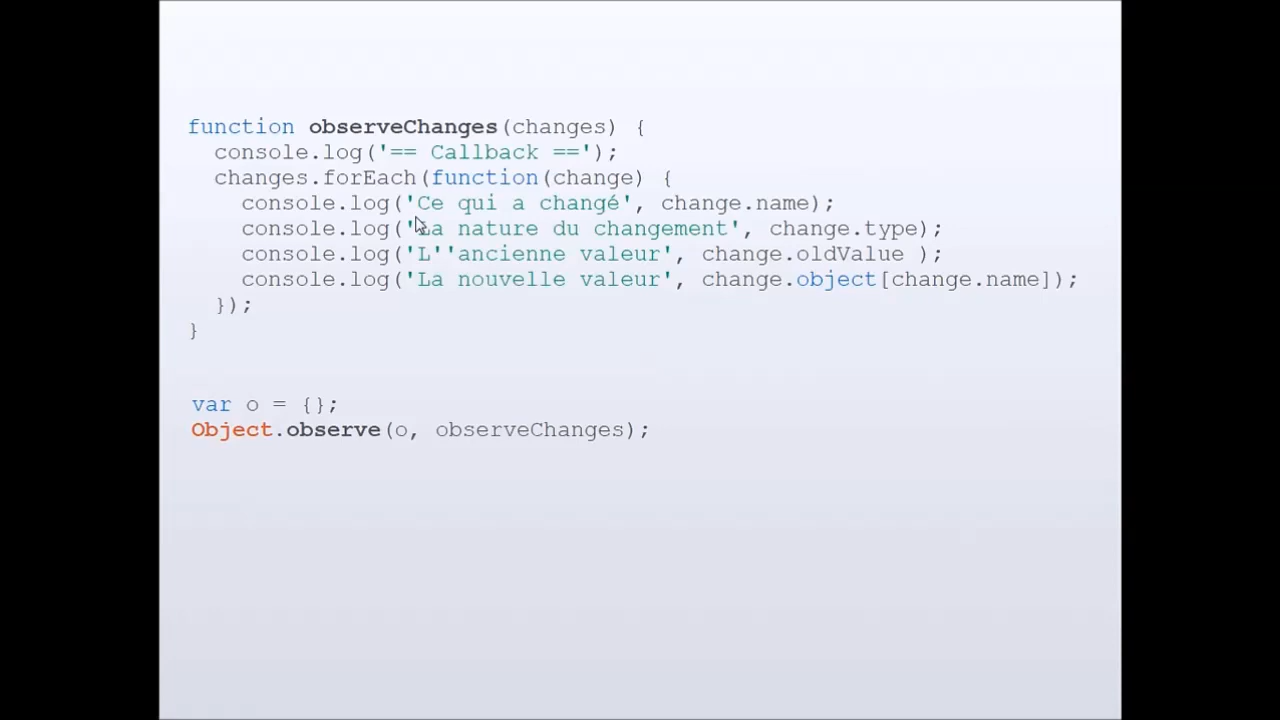 function observeChanges(changes) {
console.log('== Callback ==');
changes.forEach(function(change) {
console.log('Ce qui a changé', change.name);
console.log('La nature du changement', change.type);
console.log('L''ancienne valeur', change.oldValue );
console.log('La nouvelle valeur', change.object[change.name]);
});
}
var o = {};
Object.observe(o, observeChanges);